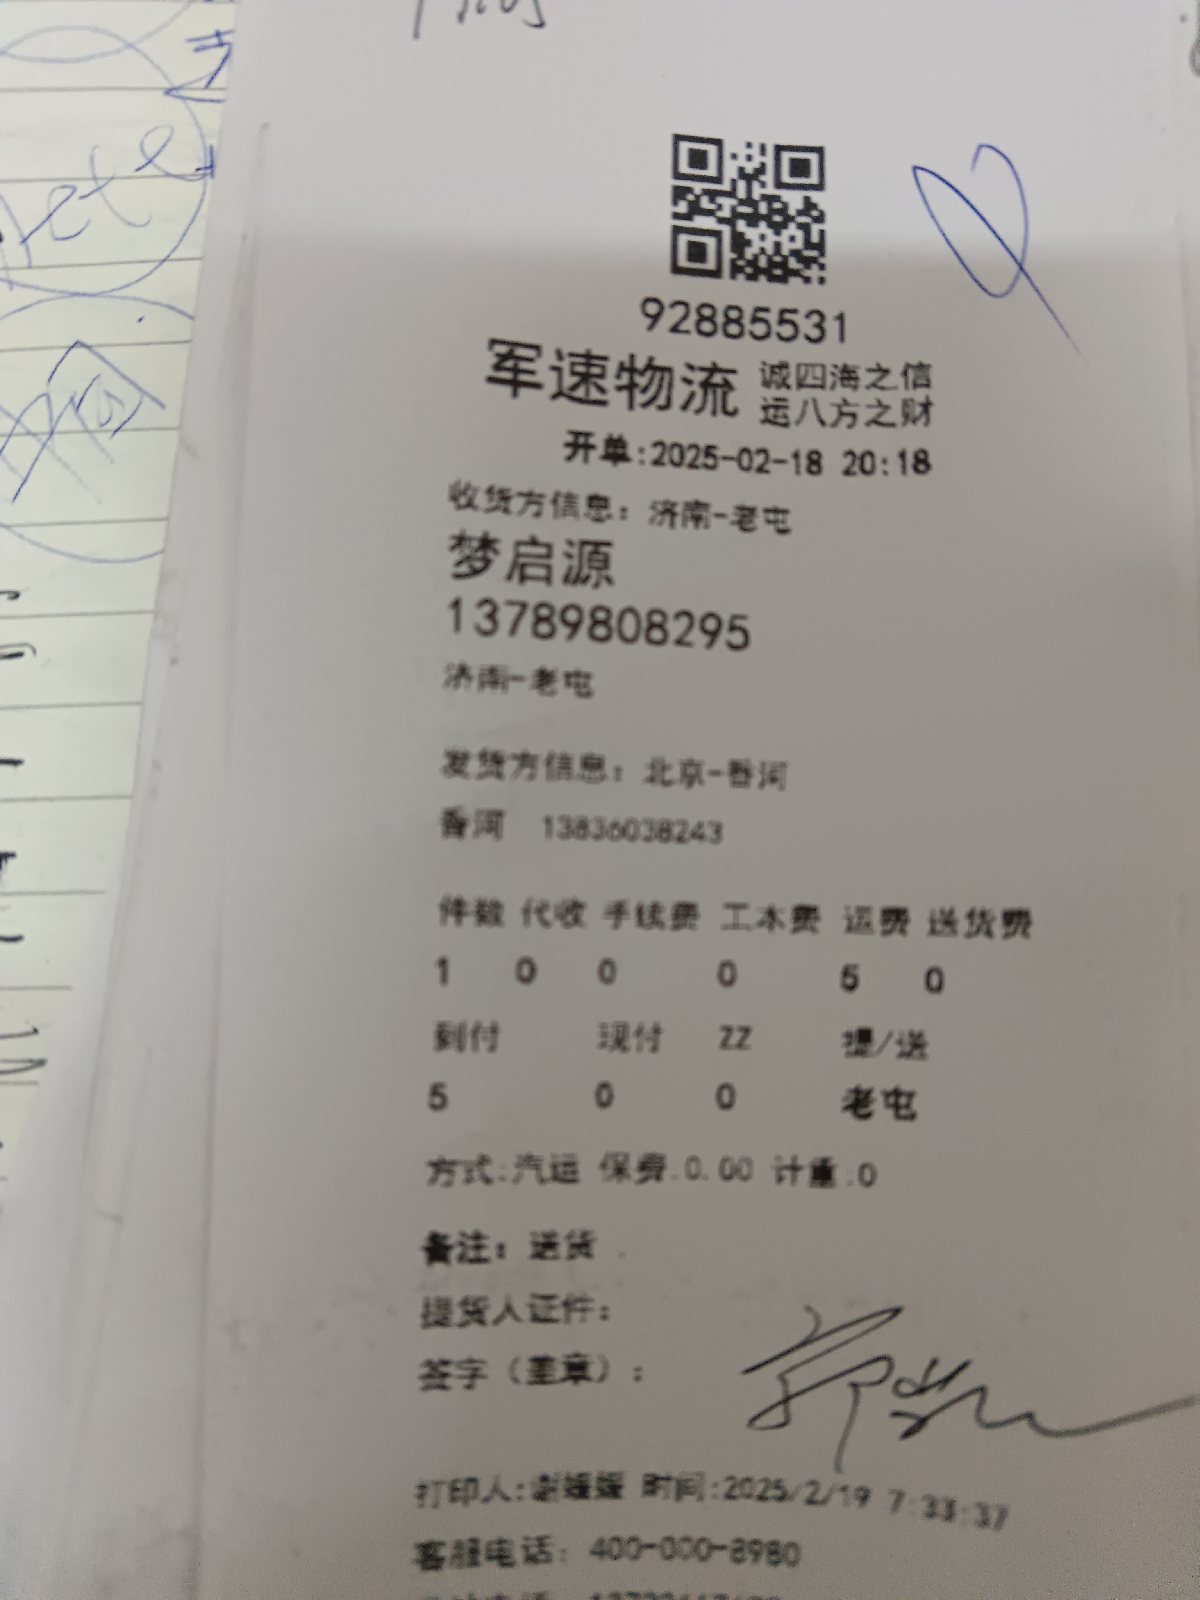 92885531
军速物流 诚四海之信
运八方之财
开单:2025-02-18 20:18
收货方信息: 济南-老屯
梦启源
13789808295
济南-老屯
发货方信息: 北京-香河
香河 13836038243
件数 代收 手续费 工本费 运费 送货费
1 0 0 0 5 0
到付 现付 ZZ 提/送
5 0 0 老屯
方式:汽运 保费:0.00 计重:0
备注: 送货
提货人证件:
签字（盖章）:
打印人:谢媛媛 时间:2025/2/19 7:33:37
客服电话: 400-000-8980